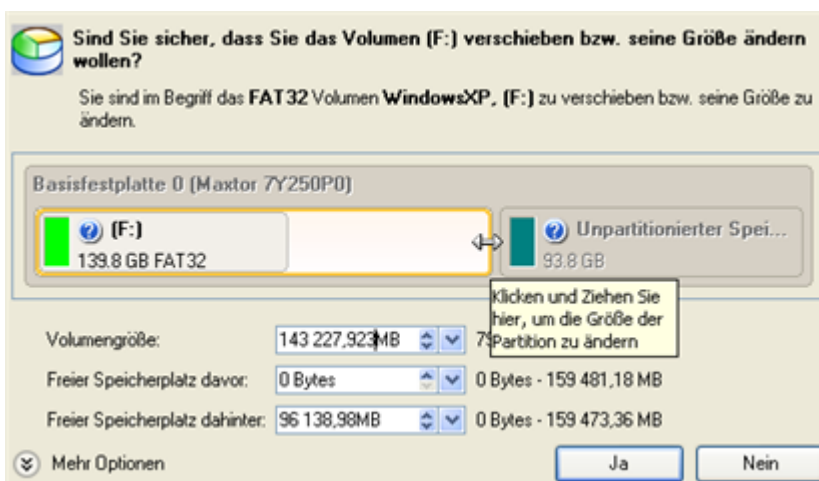 Sind Sie sicher, dass Sie das Volumen (F:) verschieben bzw. seine Größe ändern
wollen?
Sie sind im Begriff das FAT32 Volumen WindowsXP, (F:) zu verschieben bzw. seine Größe zu
ändern.
Basisfestplatte 0 (Maxtor 7Y250P0)
(F:)
139.8 GB FAT32
Unpartitionierter Spei...
93.8 GB
Klicken und Ziehen Sie
hier, um die Größe der
Partition zu ändern
Volumengröße: 143 227,923MB
Freier Speicherplatz davor: 0 Bytes 0 Bytes - 159 481,18 MB
Freier Speicherplatz dahinter: 96 138,98MB 0 Bytes - 159 473,36 MB
Mehr Optionen
Ja
Nein